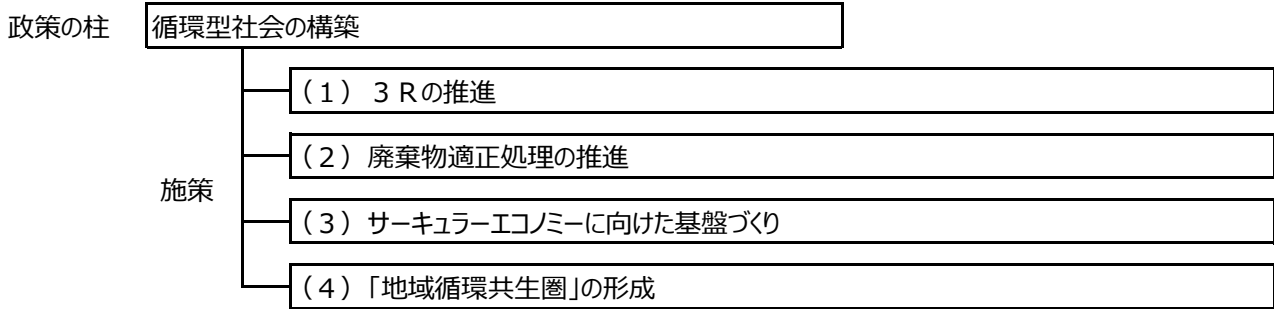 政策の柱 循環型社会の構築
（１） ３Ｒの推進
（２） 廃棄物適正処理の推進
施策
（３） サーキュラーエコノミーに向けた基盤づくり
（４） 「地域循環共生圏」の形成